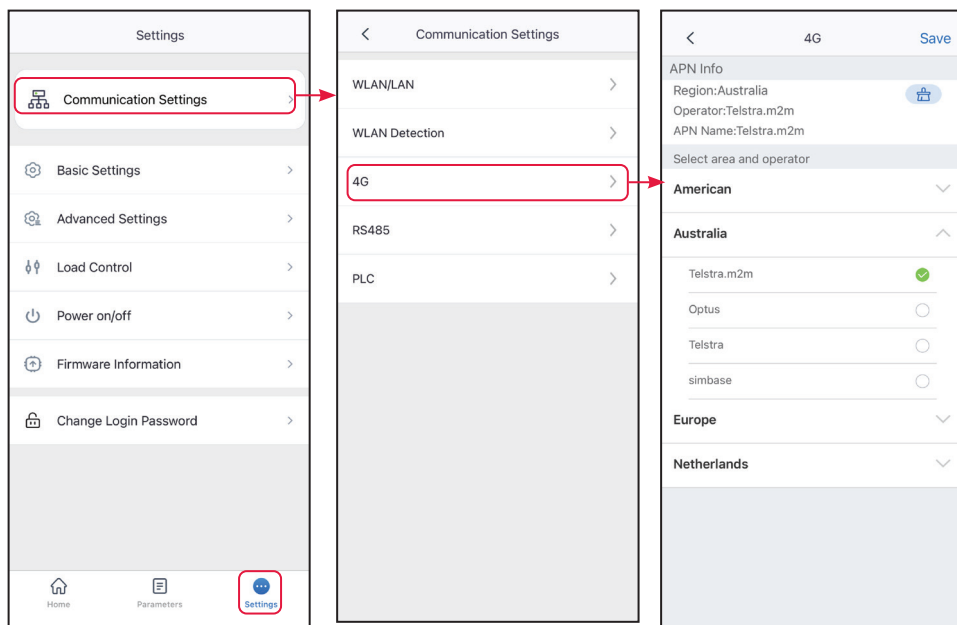 Settings
Communication Settings
Basic Settings
Advanced Settings
Load Control
Power on/off
Firmware Information
Change Login Password
Home
Parameters
Settings
Communication Settings
WLAN/LAN
WLAN Detection
4G
RS485
PLC
4G
Save
APN Info
Region:Australia
Operator:Telstra.m2m
APN Name:Telstra.m2m
Select area and operator
American
Australia
Telstra.m2m
Optus
Telstra
simbase
Europe
Netherlands